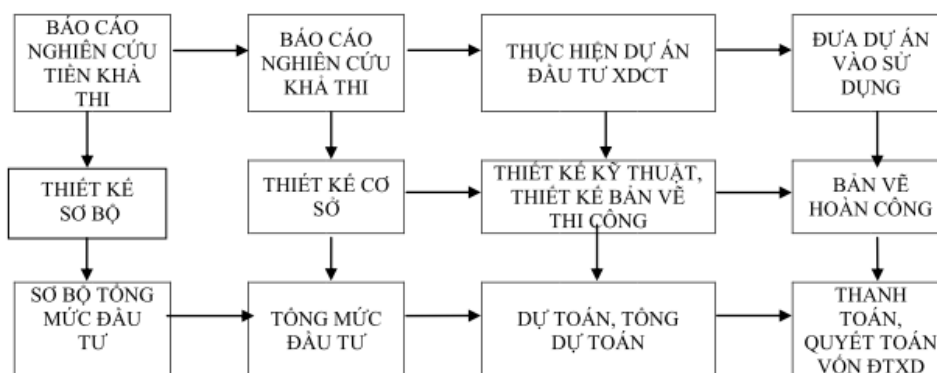 BÁO CÁO
NGHIÊN CỨU
TIỀN KHẢ
THI
BÁO CÁO
NGHIÊN CỨU
KHẢ THI
THỰC HIỆN DỰ ÁN
ĐẦU TƯ XDCT
ĐƯA DỰ ÁN
VÀO SỬ
DỤNG
THIẾT KẾ
SƠ BỘ
THIẾT KẾ CƠ
SỞ
THIẾT KẾ KỸ THUẬT,
THIẾT KẾ BẢN VẼ
THI CÔNG
BẢN VẼ
HOÀN CÔNG
SƠ BỘ TỔNG
MỨC ĐẦU
TƯ
TỔNG MỨC
ĐẦU TƯ
DỰ TOÁN, TỔNG
DỰ TOÁN
THANH
TOÁN,
QUYẾT TOÁN
VỐN ĐTXD